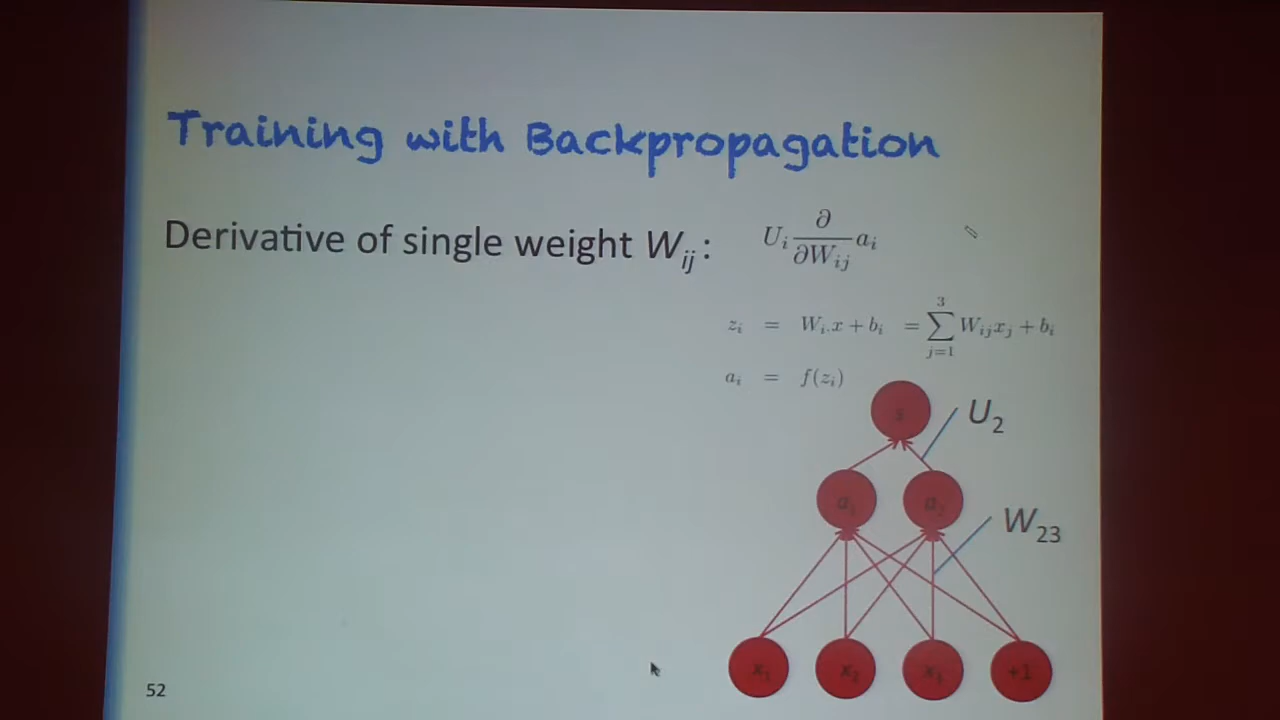 Training with Backpropagation
Derivative of single weight W_ij : U_i ∂/∂W_ij a_i
z_i = W_i.x + b_i = ∑_{j=1}^{3} W_ij x_j + b_i
a_i = f(z_i)
s
U_2
a_1 a_2
W_23
x_1 x_2 x_3 +1
52